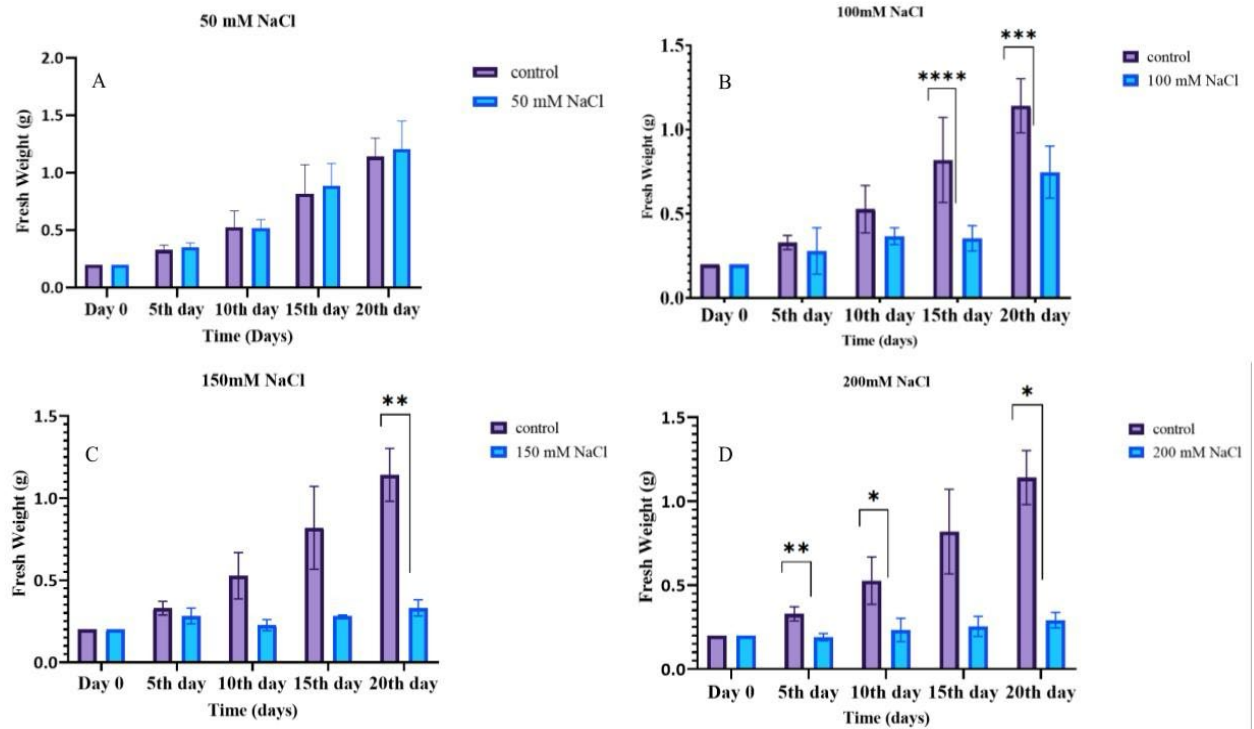 50 mM NaCl
A
2.0
1.5
1.0
0.5
0.0
Fresh Weight (g)
Day 0 5th day 10th day 15th day 20th day
Time (Days)
control
50 mM NaCl
100mM NaCl
B
1.5
1.0
0.5
0.0
Fresh Weight (g)
**** ***
Day 0 5th day 10th day 15th day 20th day
Time (days)
control
100 mM NaCl
150mM NaCl
C
1.5
1.0
0.5
0.0
Fresh Weight (g)
**
Day 0 5th day 10th day 15th day 20th day
Time (days)
control
150 mM NaCl
200mM NaCl
D
1.5
1.0
0.5
0.0
Fresh Weight (g)
** * *
Day 0 5th day 10th day 15th day 20th day
Time (days)
control
200 mM NaCl